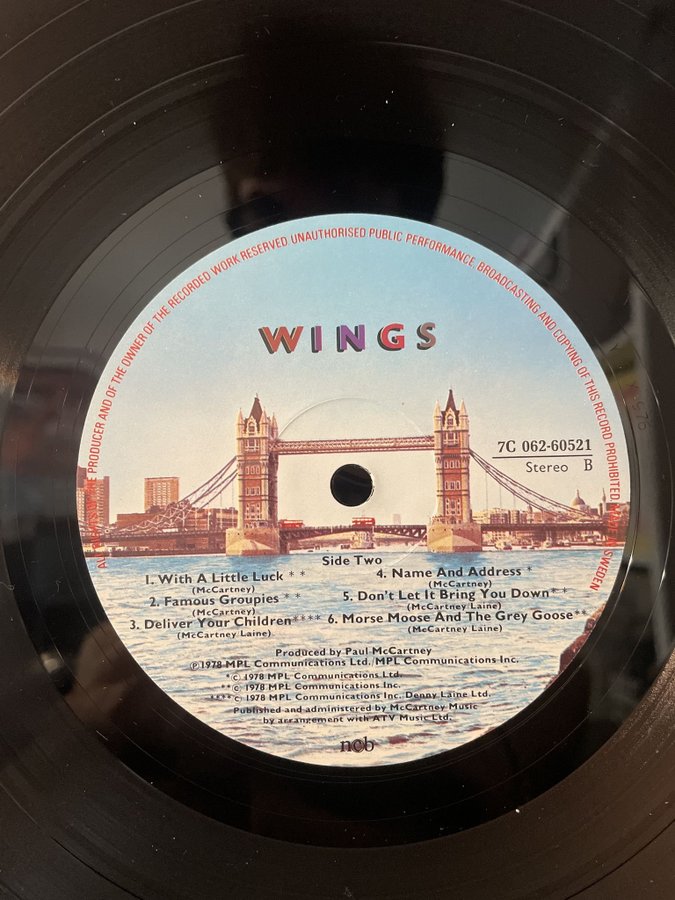 ALL RIGHTS OF THE PRODUCER AND OF THE OWNER OF THE RECORDED WORK RESERVED UNAUTHORISED PUBLIC PERFORMANCE BROADCASTING AND COPYING OF THIS RECORD PROHIBITED MADE IN SWEDEN
WINGS
7C 062-60521
Stereo B
Side Two
1. With A Little Luck * *
(McCartney)
2. Famous Groupies * *
(McCartney)
3. Deliver Your Children****
(McCartney Laine)
4. Name And Address *
(McCartney)
5. Don't Let It Bring You Down* *
(McCartney Laine)
6. Morse Moose And The Grey Goose**
(McCartney Laine)
Produced by Paul McCartney
℗1978 MPL Communications Ltd./MPL Communications Inc.
*© 1978 MPL Communications Ltd.
**© 1978 MPL Communications Inc.
****© 1978 MPL Communications Inc. Denny Laine Ltd.
Published and administered by McCartney Music
by arrangement with ATV Music Ltd.
ncb